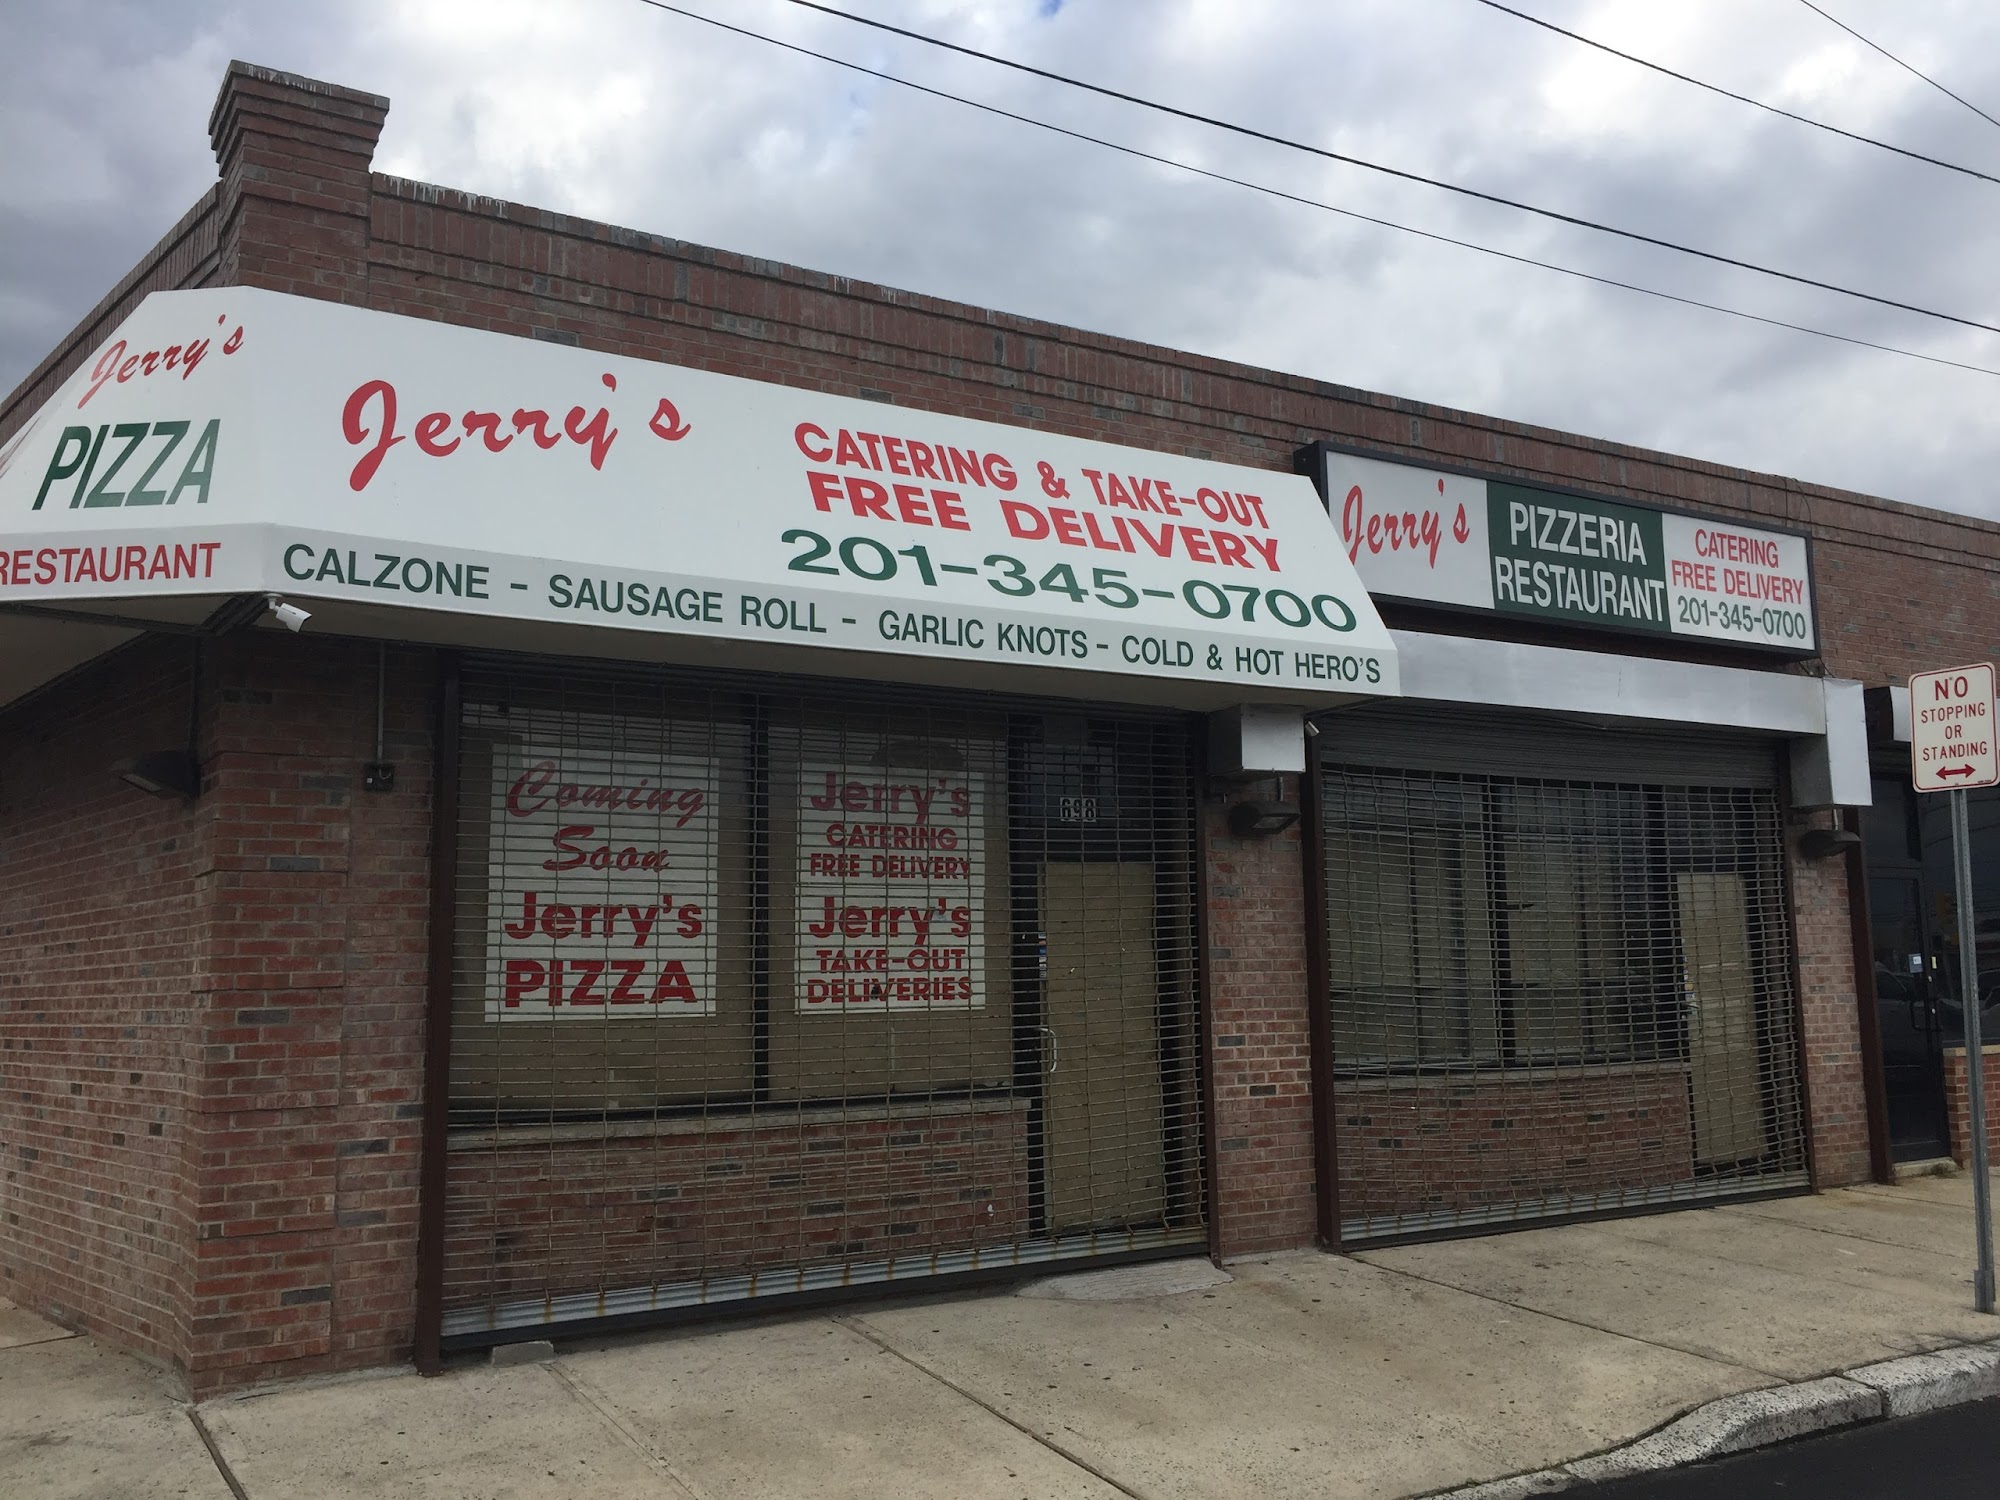 Jerry's
PIZZA
RESTAURANT
Jerry's
CATERING & TAKE-OUT
FREE DELIVERY
201-345-0700
CALZONE - SAUSAGE ROLL - GARLIC KNOTS - COLD & HOT HERO'S
Jerry's
PIZZERIA
RESTAURANT
CATERING
FREE DELIVERY
201-345-0700
Coming
Soon
Jerry's
PIZZA
Jerry's
CATERING
FREE DELIVERY
Jerry's
TAKE-OUT
DELIVERIES
698
NO
STOPPING
OR
STANDING